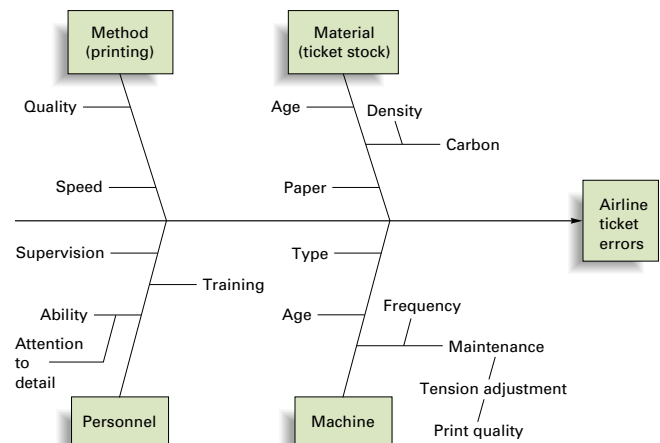 Method
(printing)
Material
(ticket stock)
Quality
Age
Density
Carbon
Speed
Paper
Airline
ticket
errors
Supervision
Type
Training
Ability
Age
Frequency
Attention
to
detail
Maintenance
Tension adjustment
Personnel
Machine
Print quality